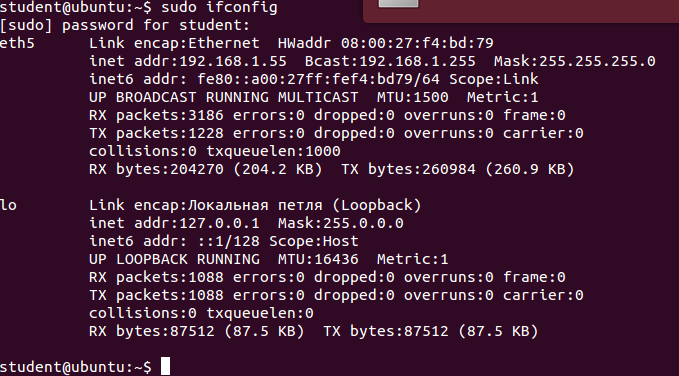 student@ubuntu:~$ sudo ifconfig
[sudo] password for student:
eth5      Link encap:Ethernet  HWaddr 08:00:27:f4:bd:79
          inet addr:192.168.1.55  Bcast:192.168.1.255  Mask:255.255.255.0
          inet6 addr: fe80::a00:27ff:fef4:bd79/64 Scope:Link
          UP BROADCAST RUNNING MULTICAST  MTU:1500  Metric:1
          RX packets:3186 errors:0 dropped:0 overruns:0 frame:0
          TX packets:1228 errors:0 dropped:0 overruns:0 carrier:0
          collisions:0 txqueuelen:1000
          RX bytes:204270 (204.2 KB)  TX bytes:260984 (260.9 KB)
lo        Link encap:Локальная петля (Loopback)
          inet addr:127.0.0.1  Mask:255.0.0.0
          inet6 addr: ::1/128 Scope:Host
          UP LOOPBACK RUNNING  MTU:16436  Metric:1
          RX packets:1088 errors:0 dropped:0 overruns:0 frame:0
          TX packets:1088 errors:0 dropped:0 overruns:0 carrier:0
          collisions:0 txqueuelen:0
          RX bytes:87512 (87.5 KB)  TX bytes:87512 (87.5 KB)
student@ubuntu:~$